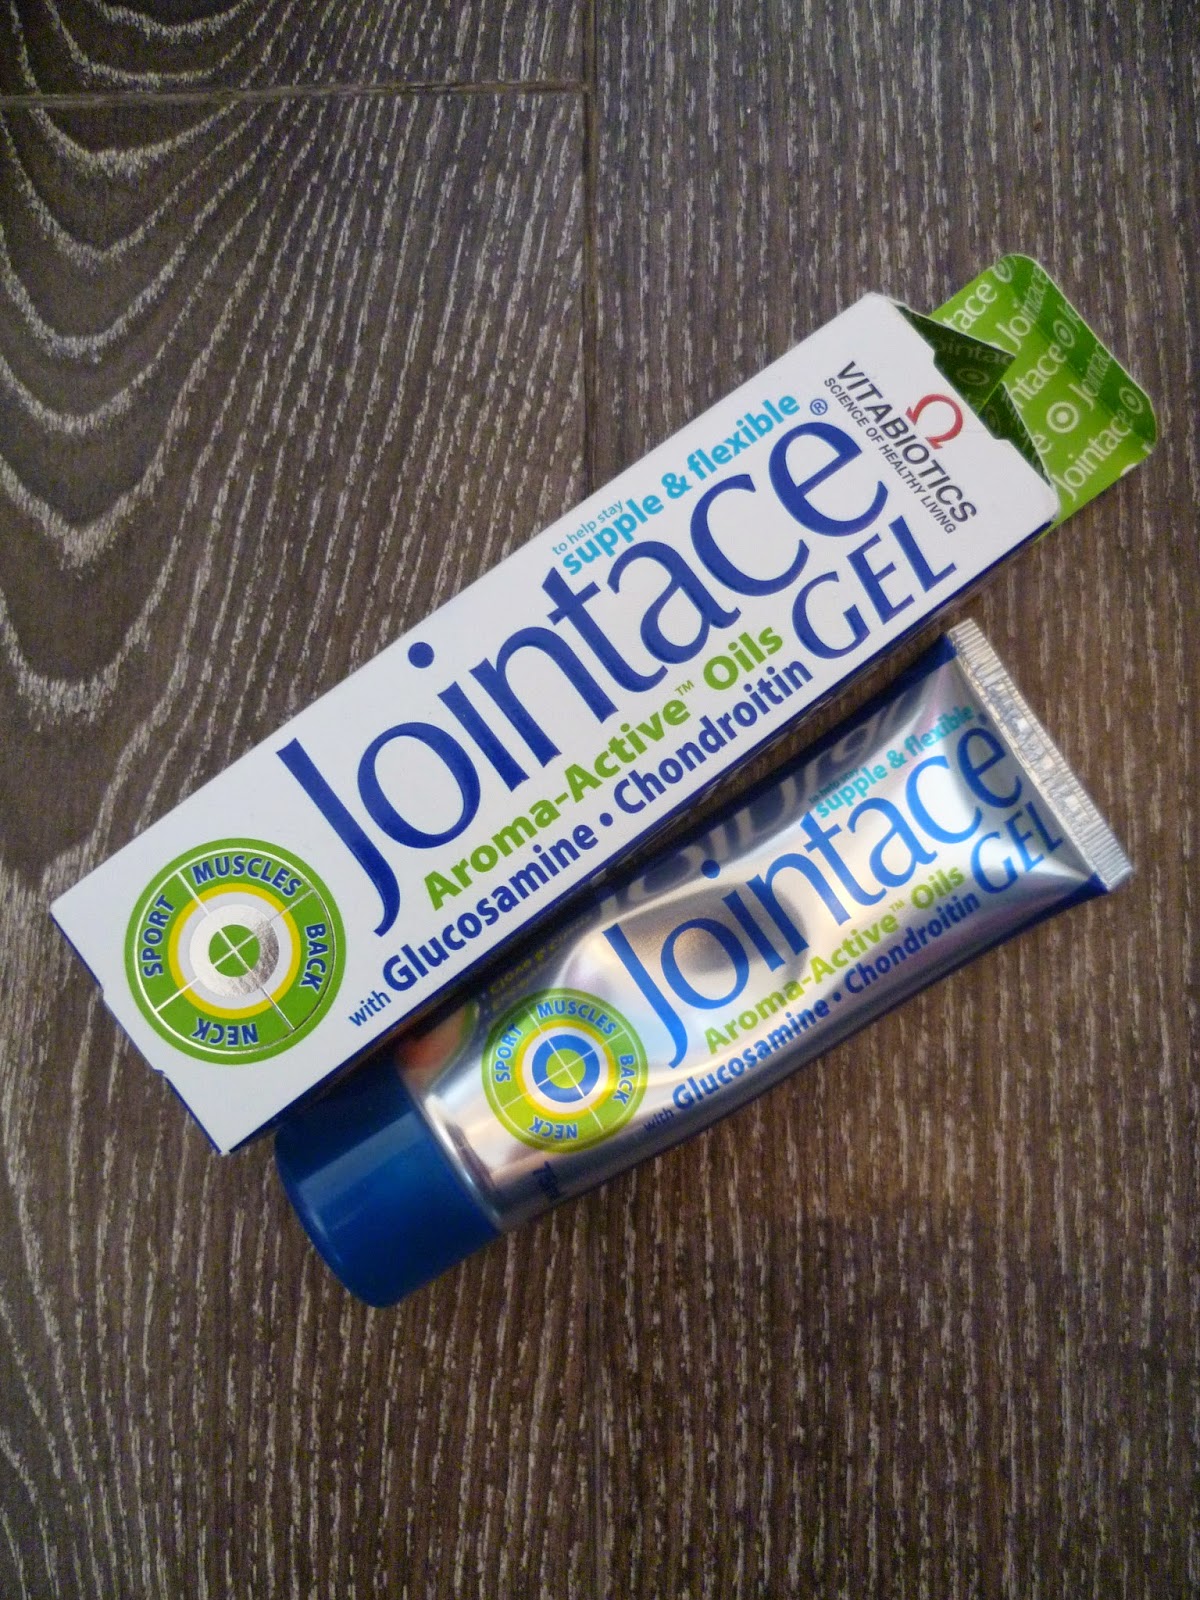 VITABIOTICS
SCIENCE OF HEALTHY LIVING
to help stay
supple & flexible
Jointace®
GEL
Aroma-Active™ Oils
with Glucosamine • Chondroitin
SPORT
MUSCLES
BACK
NECK
Jointace
Jointace
Jointace
supple & flexible
Jointace
GEL
Aroma-Active™ Oils
with Glucosamine • Chondroitin
SPORT
MUSCLES
BACK
NECK